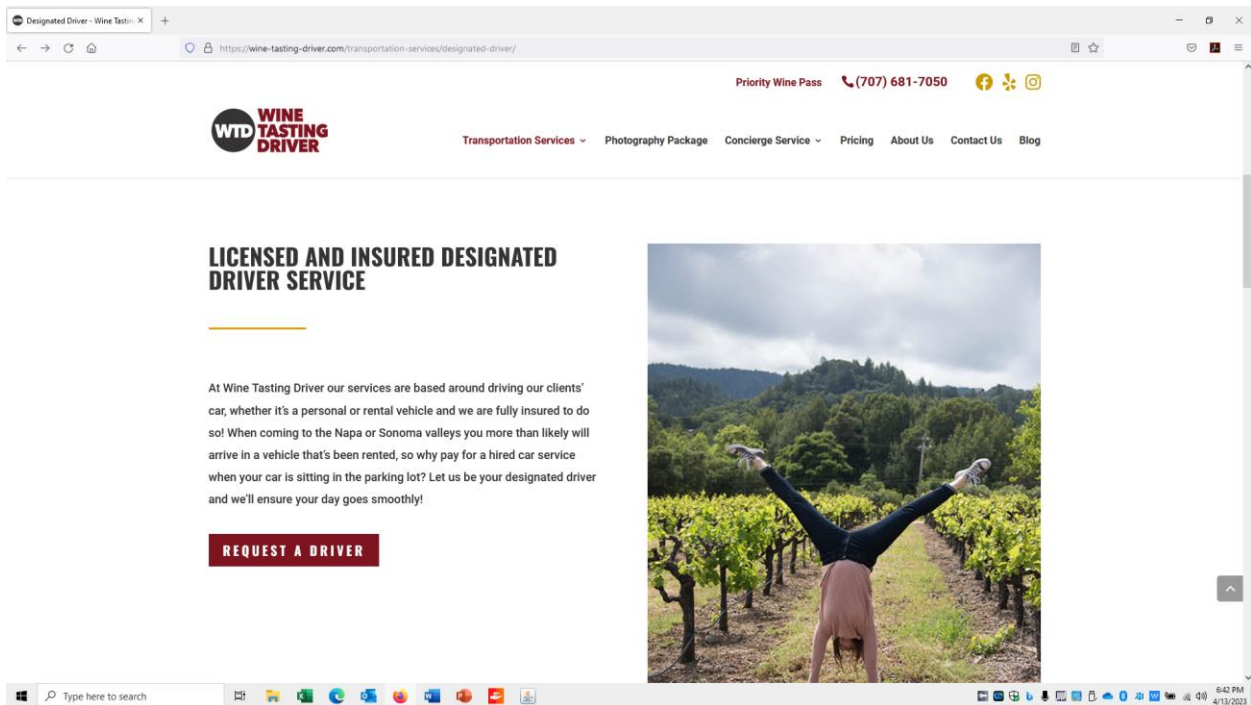 Designated Driver - Wine Tastin
https://wine-tasting-driver.com/transportation-services/designated-driver/
Priority Wine Pass (707) 681-7050
WTD WINE TASTING DRIVER
Transportation Services Photography Package Concierge Service Pricing About Us Contact Us Blog
LICENSED AND INSURED DESIGNATED
DRIVER SERVICE
At Wine Tasting Driver our services are based around driving our clients'
car, whether it's a personal or rental vehicle and we are fully insured to do
so! When coming to the Napa or Sonoma valleys you more than likely will
arrive in a vehicle that's been rented, so why pay for a hired car service
when your car is sitting in the parking lot? Let us be your designated driver
and we'll ensure your day goes smoothly!
REQUEST A DRIVER
Type here to search
6:42 PM
4/13/2023